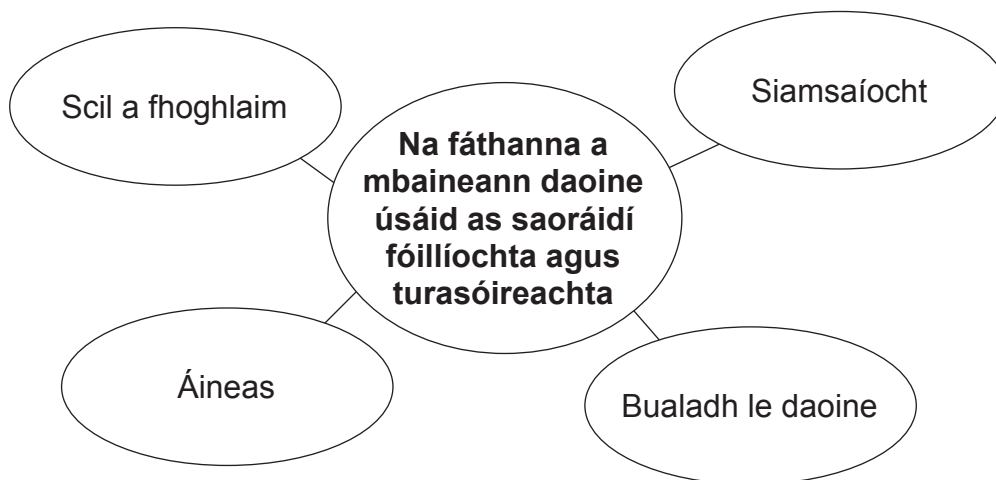 Scil a fhoghlaim
Siamsaíocht
Na fáthanna a
mbaineann daoine
úsáid as saoráidí
fóillíochta agus
turasóireachta
Áineas
Bualadh le daoine